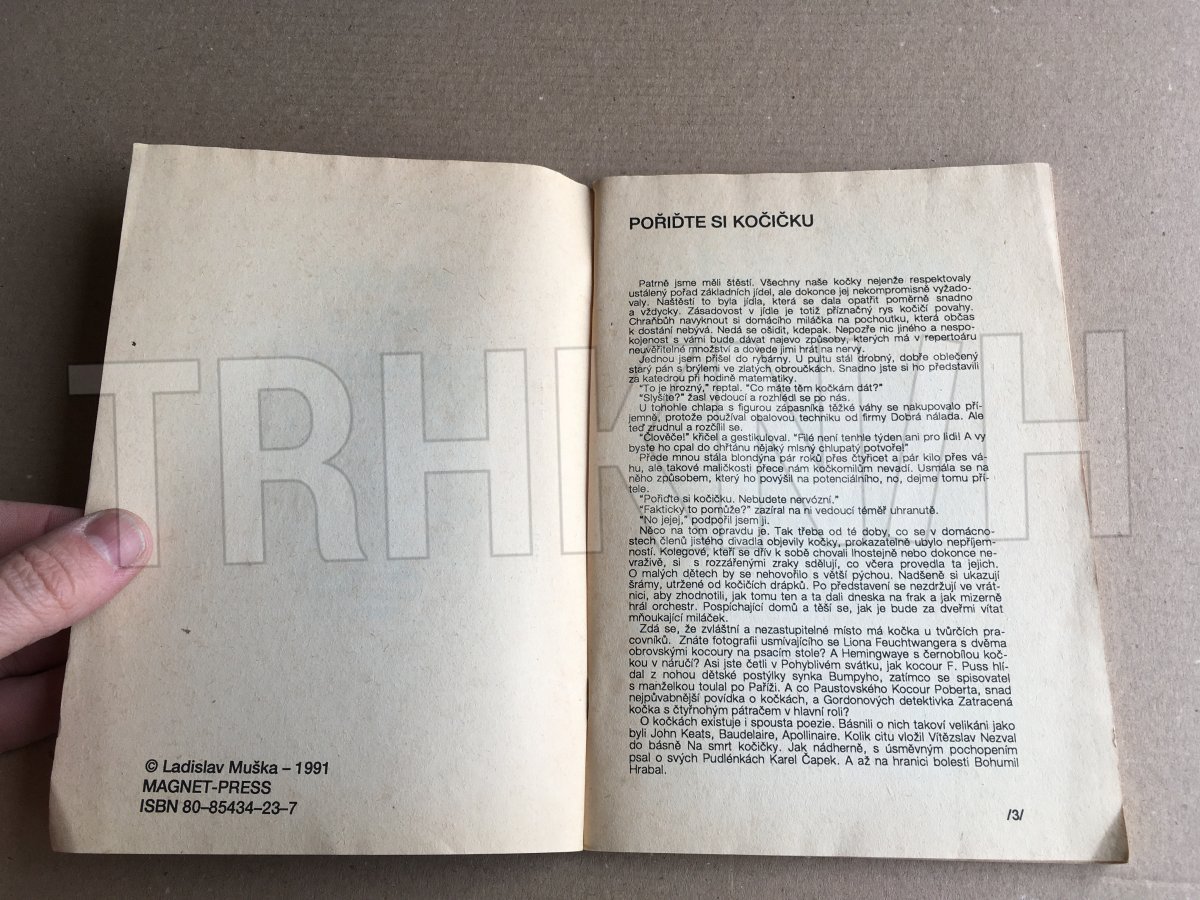 © Ladislav Muška – 1991
MAGNET-PRESS
ISBN 80–85434–23–7
POŘIĎTE SI KOČIČKU
Patrně jsme měli štěstí. Všechny naše kočky nejenže respektovaly
ustálený pořad základních jídel, ale dokonce jej nekompromisně vyžado-
valy. Naštěstí to byla jídla, která se dala opatřit poměrně snadno
a vždycky. Zásadovost v jídle je totiž příznačný rys kočičí povahy.
Chraňbůh navyknout si domácího miláčka na pochoutku, která občas
k dostání nebývá. Nedá se ošidit, kdepak. Nepozře nic jiného a nespo-
kojenost s vámi bude dávat najevo způsoby, kterých má v repertoáru
neuvěřitelné množství a dovede jimi hrát na nervy.
Jednou jsem přišel do rybárny. U pultu stál drobný, dobře oblečený
starý pán s brýlemi ve zlatých obroučkách. Snadno jste si ho představili
za katedrou při hodině matematiky.
"To je hrozný," reptal. "Co máte těm kočkám dát?"
"Slyšíte?" žasl vedoucí a rozhlédl se po nás.
U tohohle chlapa s figurou zápasníka těžké váhy se nakupovalo pří-
jemně, protože používal obalovou techniku od firmy Dobrá nálada. Ale
teď zrudnul a rozčílil se.
"Člověče!" křičel a gestikuloval. "Filé není tenhle týden ani pro lidi! A vy
byste ho cpal do chřtánu nějaký mlsný chlupatý potvoře!"
Přede mnou stála blondýna pár roků přes čtyřicet a pár kilo přes vá-
hu, ale takové maličkosti přece nám kočkomilům nevadí. Usmála se na
něho způsobem, který ho povýšil na potenciálního, no, dejme tomu pří-
tele.
"Pořiďte si kočičku. Nebudete nervózní."
"Fakticky to pomůže?" zazíral na ni vedoucí téměř uhranutě.
"No jejej," podpořil jsem ji.
Něco na tom opravdu je. Tak třeba od té doby, co se v domácno-
stech členů jistého divadla objevily kočky, prokazatelně ubylo nepříjem-
ností. Kolegové, kteří se dřív k sobě chovali lhostejně nebo dokonce ne-
vraživě, si s rozzářenými zraky sdělují, co včera provedla ta jejich.
O malých dětech by se nehovořilo s větší pýchou. Nadšeně si ukazují
šrámy, utržené od kočičích drápků. Po představení se nezdržují ve vrát-
nici, aby zhodnotili, jak tomu ten a ta dali dneska na frak a jak mizerně
hrál orchestr. Pospíchající domů a těší se, jak je bude za dveřmi vítat
mňoukající miláček.
Zdá se, že zvláštní a nezastupitelné místo má kočka u tvůrčích pra-
covníků. Znáte fotografii usmívajícího se Liona Feuchtwangera s dvěma
obrovskými kocoury na psacím stole? A Hemingwaye s černobílou koč-
kou v náručí? Asi jste četli v Pohyblivém svátku, jak kocour F. Puss hlí-
dal z nohou dětské postýlky synka Bumpyho, zatímco se spisovatel
s manželkou toulal po Paříži. A co Paustovského Kocour Poberta, snad
nejpůvabnější povídka o kočkách, a Gordonových detektivka Zatracená
kočka s čtyřnohým pátračem v hlavní roli?
O kočkách existuje i spousta poezie. Básnili o nich takoví velikáni jako
byli John Keats, Baudelaire, Apollinaire. Kolik citu vložil Vítězslav Nezval
do básně Na smrt kočičky. Jak nádherně, s úsměvným pochopením
psal o svých Pudlénkách Karel Čapek. A až na hranici bolesti Bohumil
Hrabal.
/3/
TRHKNIH